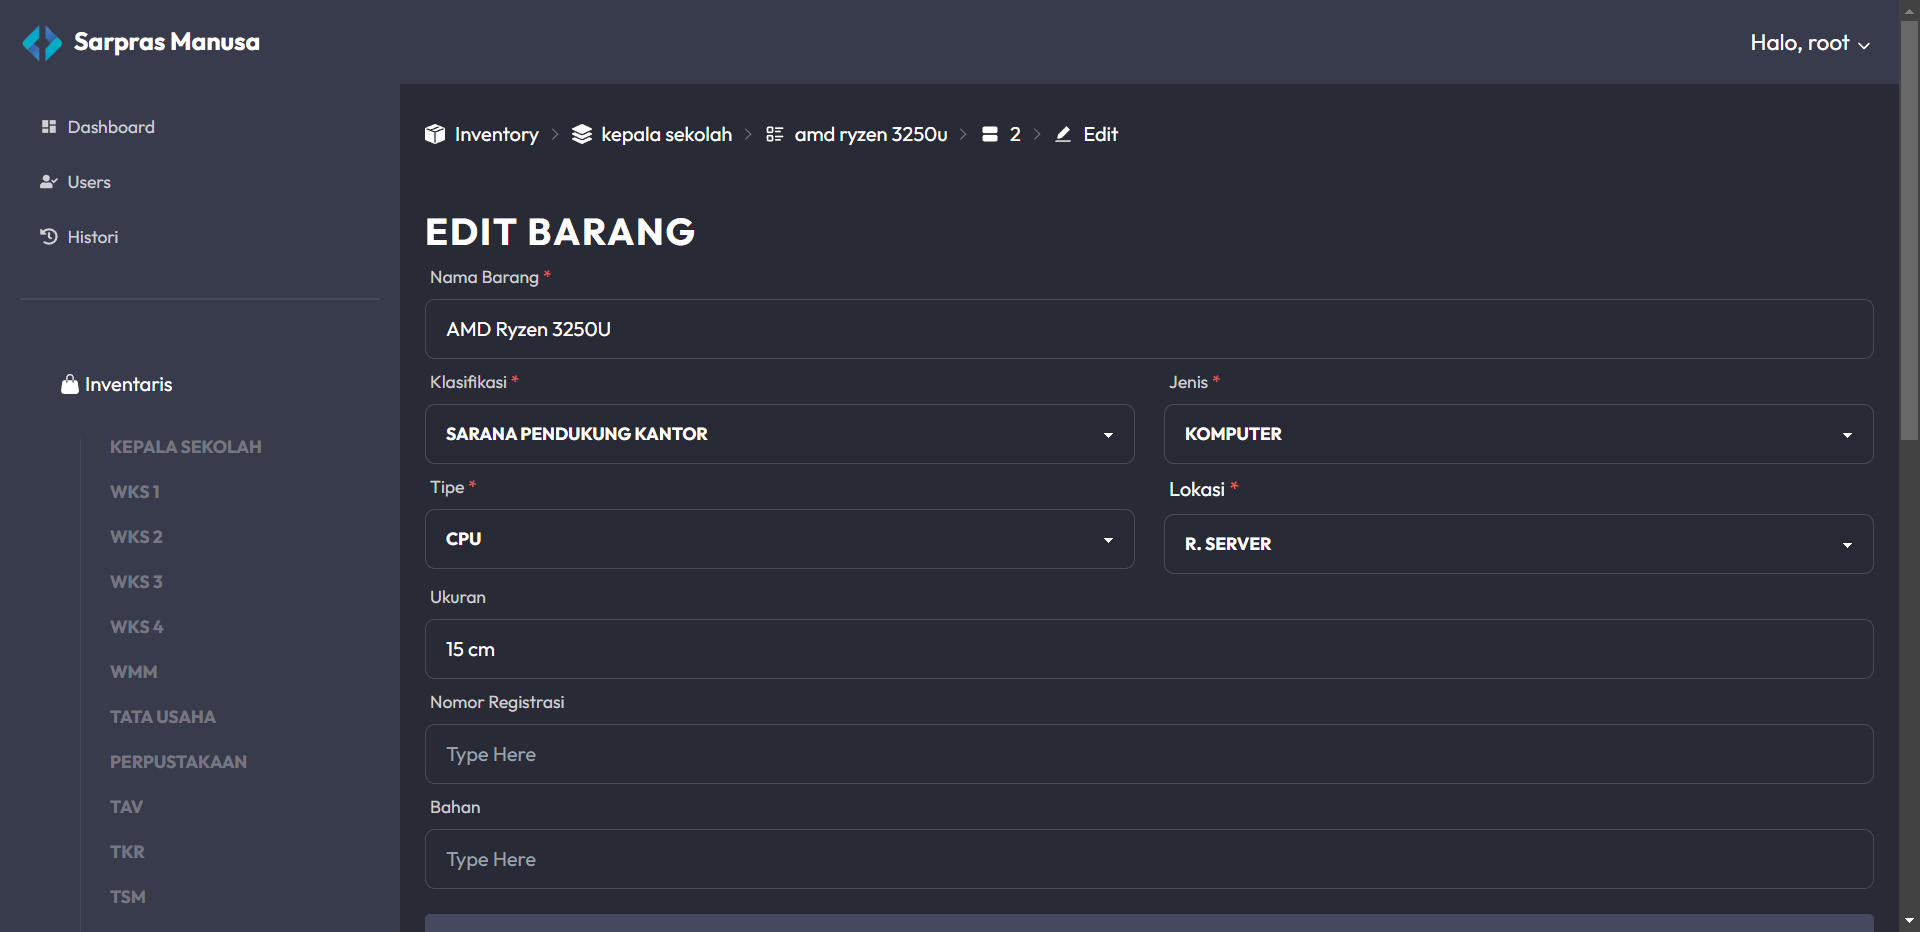 Sarpras Manusa
Halo, root
Dashboard
Users
Histori
Inventaris
KEPALA SEKOLAH
WKS 1
WKS 2
WKS 3
WKS 4
WMM
TATA USAHA
PERPUSTAKAAN
TAV
TKR
TSM
Inventory kepala sekolah amd ryzen 3250u 2 Edit
EDIT BARANG
Nama Barang *
AMD Ryzen 3250U
Klasifikasi *
SARANA PENDUKUNG KANTOR
Jenis *
KOMPUTER
Tipe *
CPU
Lokasi *
R. SERVER
Ukuran
15 cm
Nomor Registrasi
Type Here
Bahan
Type Here